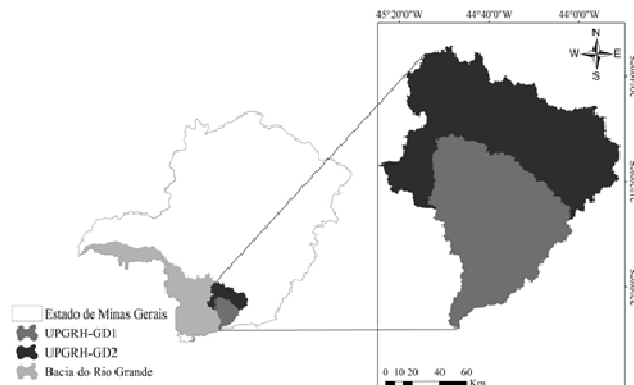 45°20'0"W 44°40'0"W 44°0'0"W
N
W E
S
Estado de Minas Gerais
UPGRH-GD1
UPGRH-GD2
Bacia do Rio Grande
0 10 20 40 60
Km